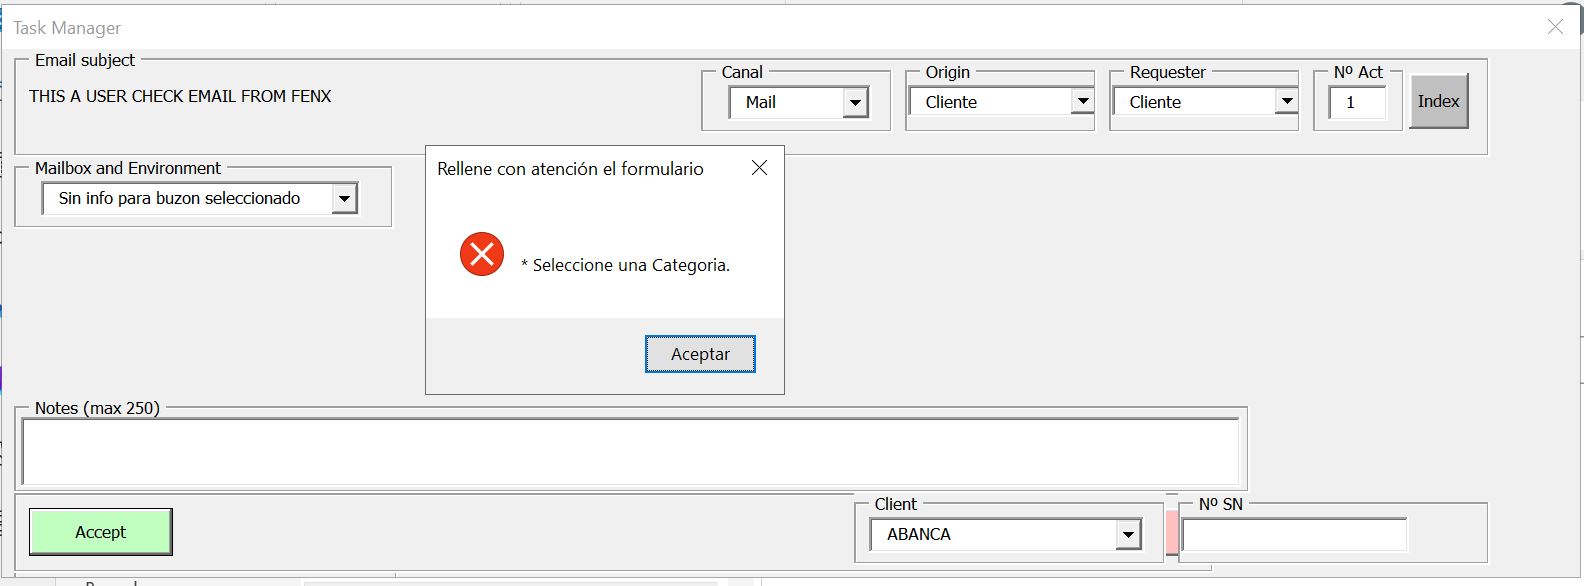 Task Manager
Email subject
THIS A USER CHECK EMAIL FROM FENX
Canal
Mail
Origin
Cliente
Requester
Cliente
Nº Act
1
Index
Mailbox and Environment
Sin info para buzon seleccionado
Rellene con atención el formulario
* Seleccione una Categoria.
Aceptar
Notes (max 250)
Accept
Client
ABANCA
Nº SN